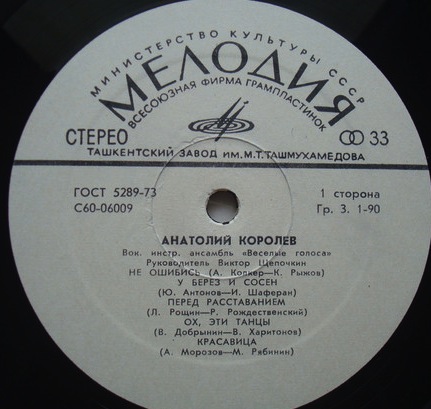 МИНИСТЕРСТВО КУЛЬТУРЫ СССР
МЕЛОДИЯ
ВСЕСОЮЗНАЯ ФИРМА ГРАМПЛАСТИНОК
СТЕРЕО 33
ТАШКЕНТСКИЙ ЗАВОД ИМ. М.Т. ТАШМУХАМЕДОВА
ГОСТ 5289-73 1 сторона
С60-06009 Гр. 3. 1-90
АНАТОЛИЙ КОРОЛЕВ
Вок. инстр. ансамбль «Веселые голоса»
Руководитель Виктор Щелочкин
НЕ ОШИБИСЬ (А. Колкер—К. Рыжов)
У БЕРЕЗ И СОСЕН
(Ю. Антонов—И. Шаферан)
ПЕРЕД РАССТАВАНИЕМ
(Л. Рощин—Р. Рождественский)
ОХ, ЭТИ ТАНЦЫ
(В. Добрынин—В. Харитонов)
КРАСАВИЦА
(А. Морозов—М. Рябинин)